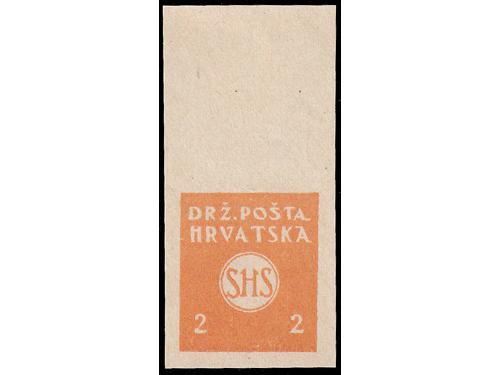 DRŽ. POŠTA
HRVATSKA
SHS
2 2